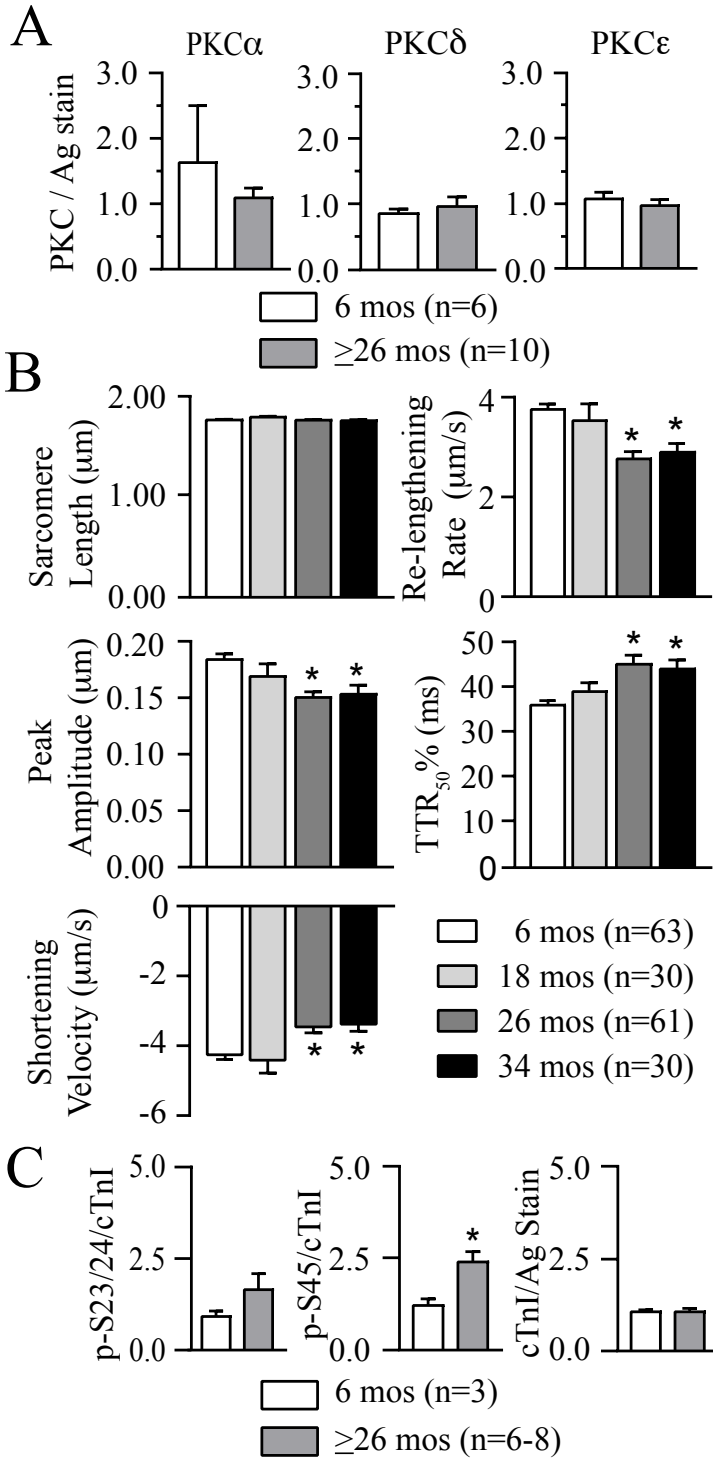 A
PKCα PKCδ PKCε
PKC / Ag stain
3.0 3.0 3.0
2.0 2.0 2.0
1.0 1.0 1.0
0.0 0.0 0.0
6 mos (n=6)
≥26 mos (n=10)
B
Sarcomere
Length (μm)
2.00
1.00
0.00
Re-lengthening
Rate (μm/s)
4
2
0
* *
Peak
Amplitude (μm)
0.20
0.15
0.10
0.05
0.00
* *
TTR50% (ms)
50
40
30
20
10
0
* *
Shortening
Velocity (μm/s)
0
-2
-4
-6
* *
6 mos (n=63)
18 mos (n=30)
26 mos (n=61)
34 mos (n=30)
C
p-S23/24/cTnI
5.0
2.5
0.0
p-S45/cTnI
5.0
2.5
0.0
*
cTnI/Ag Stain
5.0
2.5
0.0
6 mos (n=3)
≥26 mos (n=6-8)